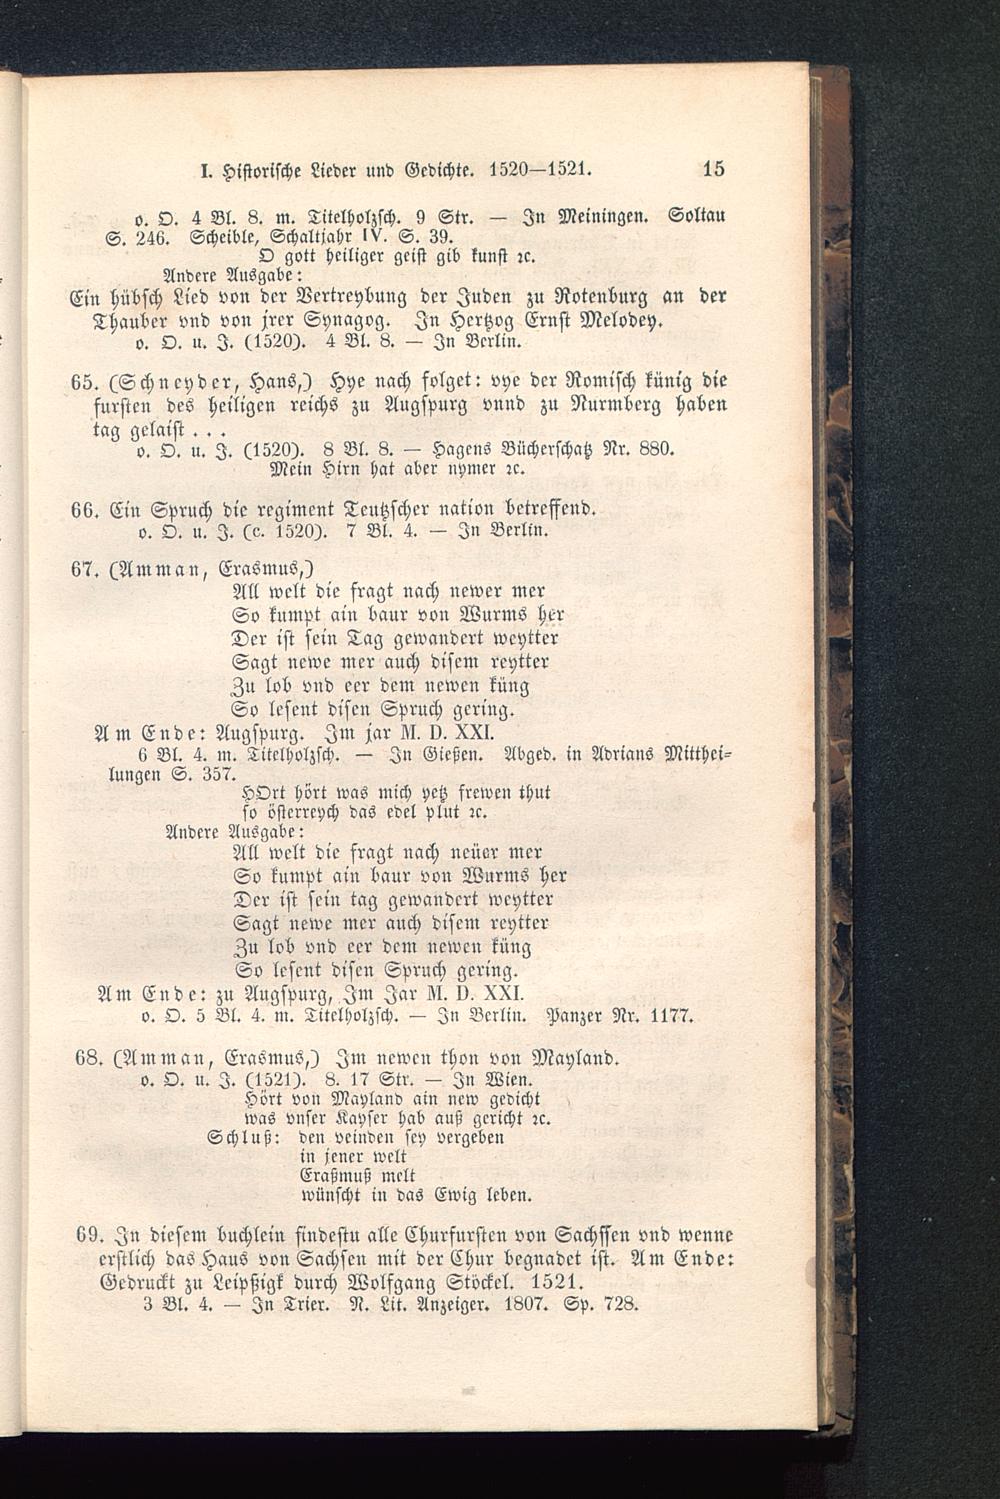 I. Historische Lieder und Gedichte. 1520—1521. 15
o. O. 4 Bl. 8. m. Titelholzsch. 9 Str. — In Meiningen. Soltau
S. 246. Scheible, Schaltjahr IV. S. 39.
O gott heiliger geist gib kunst ꝛc.
Andere Ausgabe:
Ein hübsch Lied von der Vertreybung der Juden zu Rotenburg an der
Thauber vnd von jrer Synagog. In Hertzog Ernst Melodey.
o. O. u. J. (1520). 4 Bl. 8. — In Berlin.
65. (Schneyder, Hans,) Hye nach folget: vye der Romisch künig die
fursten des heiligen reichs zu Augspurg vnnd zu Nurmberg haben
tag gelaist . . .
o. O. u. J. (1520). 8 Bl. 8. — Hagens Bücherschatz Nr. 880.
Mein Hirn hat aber nymer ꝛc.
66. Ein Spruch die regiment Teutzscher nation betreffend.
o. O. u. J. (c. 1520). 7 Bl. 4. — In Berlin.
67. (Amman, Erasmus,)
All welt die fragt nach newer mer
So kumpt ain baur von Wurms her
Der ist sein Tag gewandert weytter
Sagt newe mer auch disem reytter
Zu lob vnd eer dem newen küng
So lesent disen Spruch gering.
Am Ende: Augspurg. Im jar M. D. XXI.
6 Bl. 4. m. Titelholzsch. — In Gießen. Abged. in Adrians Mitthei-
lungen S. 357.
HOrt hört was mich yetz frewen thut
so österreych das edel plut ꝛc.
Andere Ausgabe:
All welt die fragt nach neüer mer
So kumpt ain baur von Wurms her
Der ist sein tag gewandert weytter
Sagt newe mer auch disem reytter
Zu lob vnd eer dem newen küng
So lesent disen Spruch gering.
Am Ende: zu Augspurg, Im Jar M. D. XXI.
o. O. 5 Bl. 4. m. Titelholzsch. — In Berlin. Panzer Nr. 1177.
68. (Amman, Erasmus,) Im newen thon von Mayland.
o. O. u. J. (1521). 8. 17 Str. — In Wien.
Hört von Mayland ain new gedicht
was vnser Kayser hab auß gericht ꝛc.
Schluß: den veinden sey vergeben
in jener welt
Eraßmuß melt
wünscht in das Ewig leben.
69. In diesem buchlein findestu alle Churfursten von Sachssen vnd wenne
erstlich das Haus von Sachsen mit der Chur begnadet ist. Am Ende:
Gedruckt zu Leipßigk durch Wolfgang Stöckel. 1521.
3 Bl. 4. — In Trier. N. Lit. Anzeiger. 1807. Sp. 728.